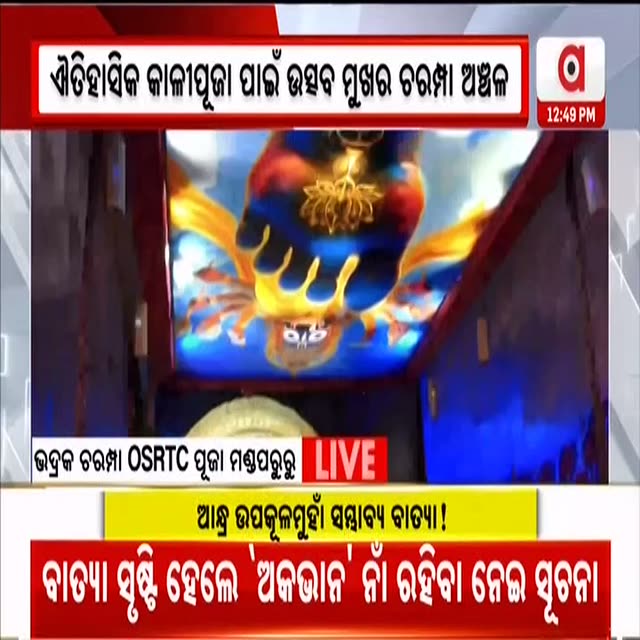 ଐତିହାସିକ କାଳୀପୂଜା ପାଇଁ ଉତ୍ସବ ମୁଖର ଚରମ୍ପା ଅଞ୍ଚଳ
a
12:49 PM
ଭଦ୍ରକ ଚରମ୍ପା OSRTC ପୂଜା ମଣ୍ଡପରୁରୁ LIVE
ଆନ୍ଧ୍ର ଉପକୂଳମୁହାଁ ସମ୍ଭାବ୍ୟ ବାତ୍ୟା!
ବାତ୍ୟା ସୃଷ୍ଟି ହେଲେ 'ଅକଭାନ' ନାଁ ରହିବା ନେଇ ସୂଚନା